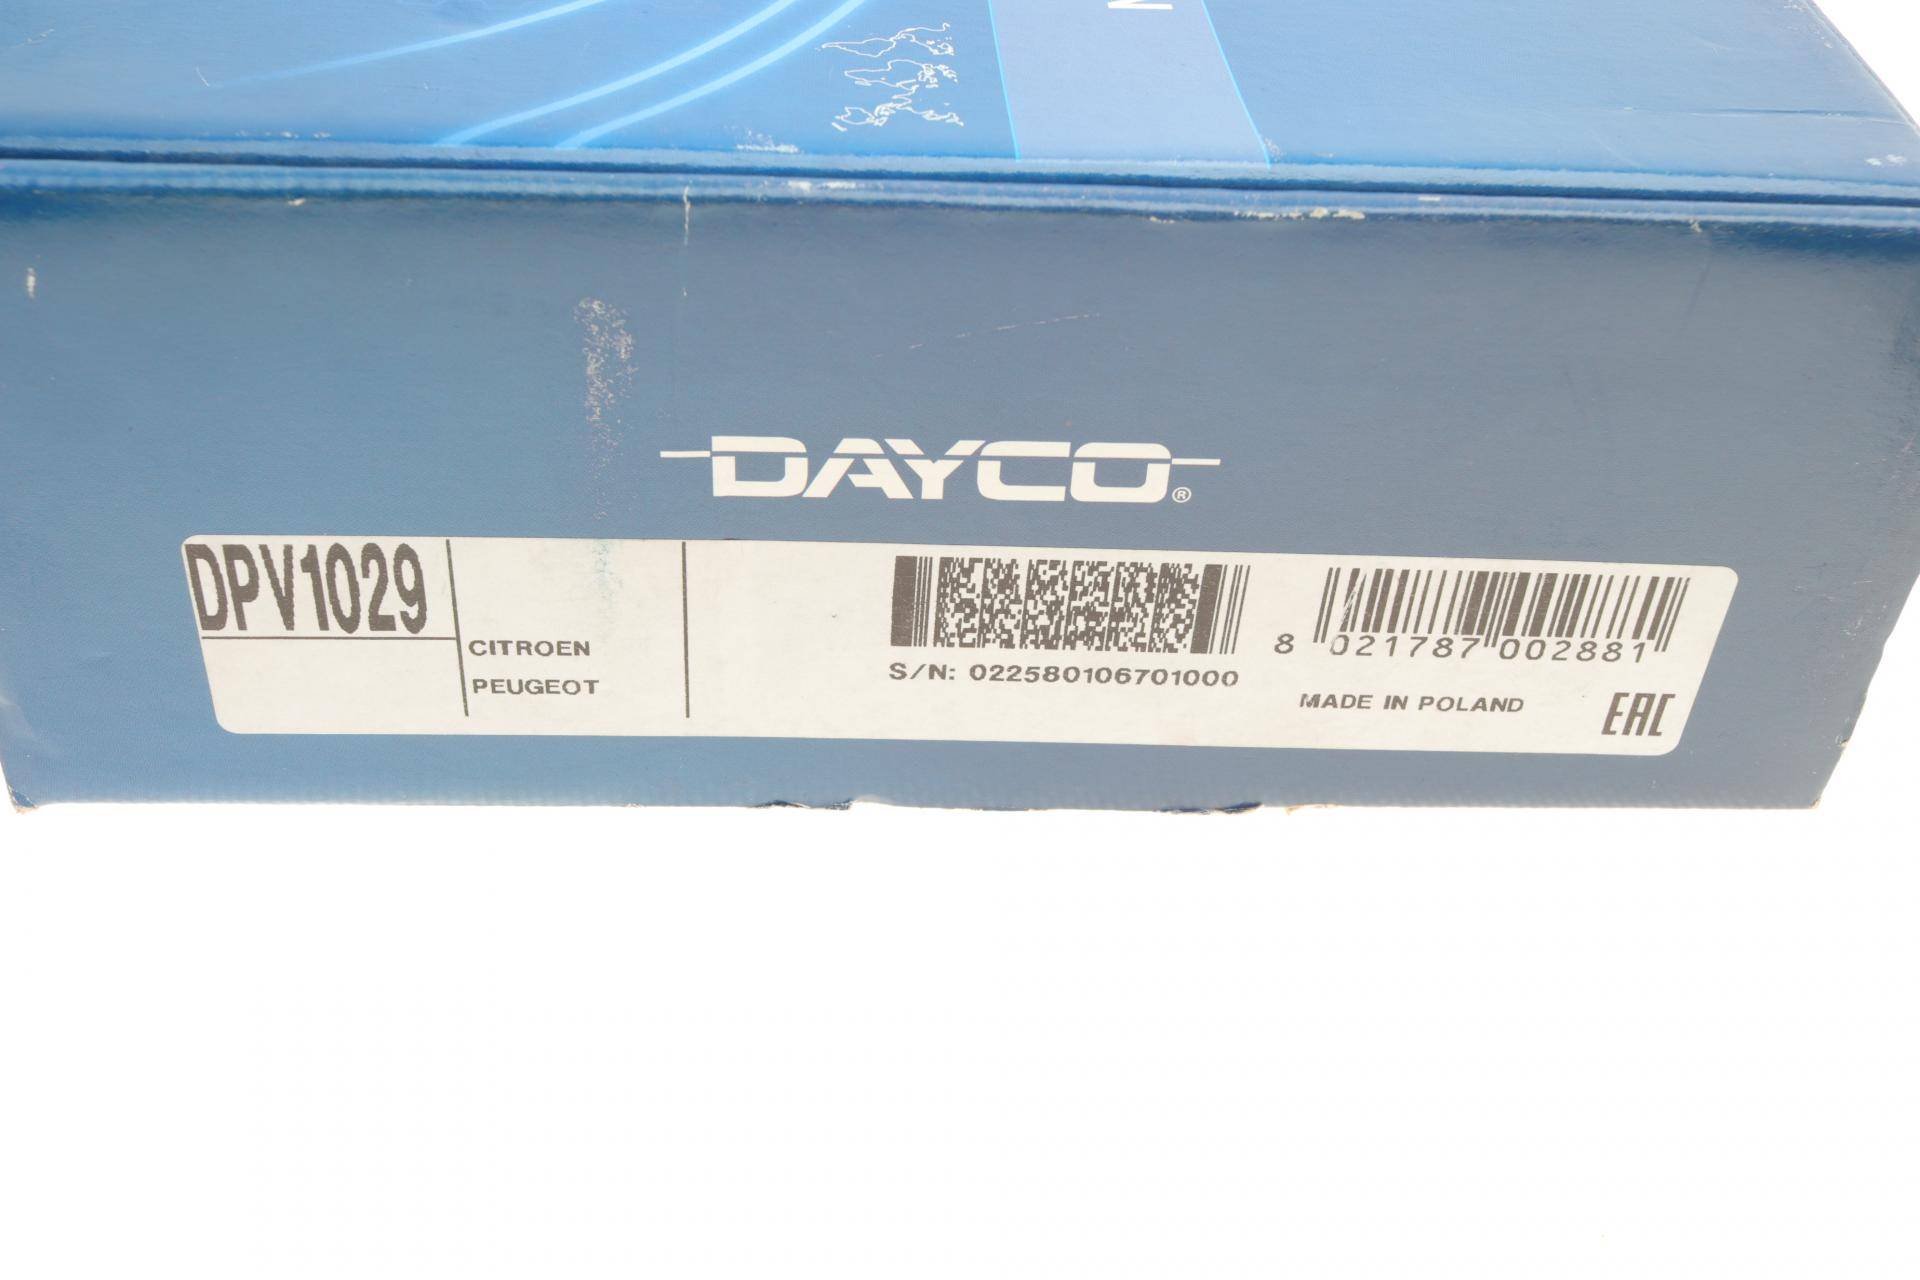 DAYCO®
DPV1029
CITROEN
PEUGEOT
S/N: 022580106701000
8 021787 002881
MADE IN POLAND
EAC